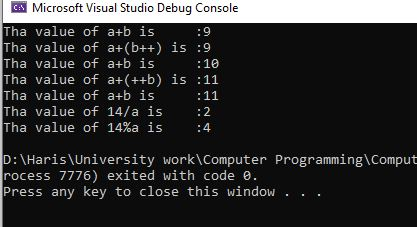 Microsoft Visual Studio Debug Console
Tha value of a+b is     :9
Tha value of a+(b++) is :9
Tha value of a+b is     :10
Tha value of a+(++b) is :11
Tha value of a+b is     :11
Tha value of 14/a is    :2
Tha value of 14%a is    :4
D:\Haris\University work\Computer Programming\Comput
rocess 7776) exited with code 0.
Press any key to close this window . . .